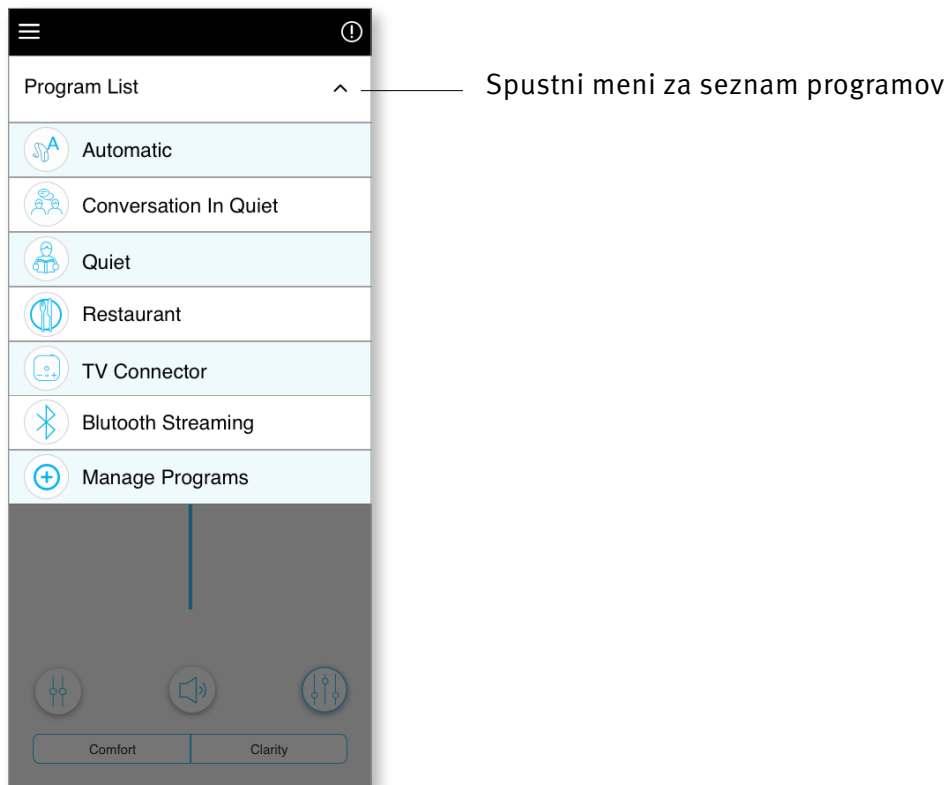 Program List
Spustni meni za seznam programov
A
Automatic
Conversation In Quiet
Quiet
Restaurant
TV Connector
Blutooth Streaming
Manage Programs
Comfort
Clarity